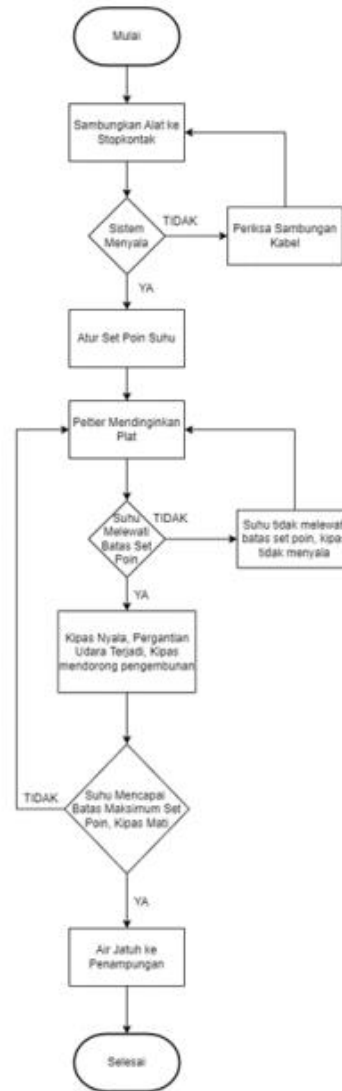 Mulai
Sambungkan Alat ke
Stopkontak
Sistem
Menyala
TIDAK
Periksa Sambungan
Kabel
YA
Atur Set Poin Suhu
Peltier Mendinginkan
Plat
Suhu
Melewati
Batas Set
Poin
TIDAK
Suhu tidak melewati
batas set poin, kipas
tidak menyala
YA
Kipas Nyala, Pergantian
Udara Terjadi, Kipas
mendorong pengembunan
TIDAK
Suhu Mencapai
Batas Maksimum Set
Poin, Kipas Mati
YA
Air Jatuh ke
Penampungan
Selesai